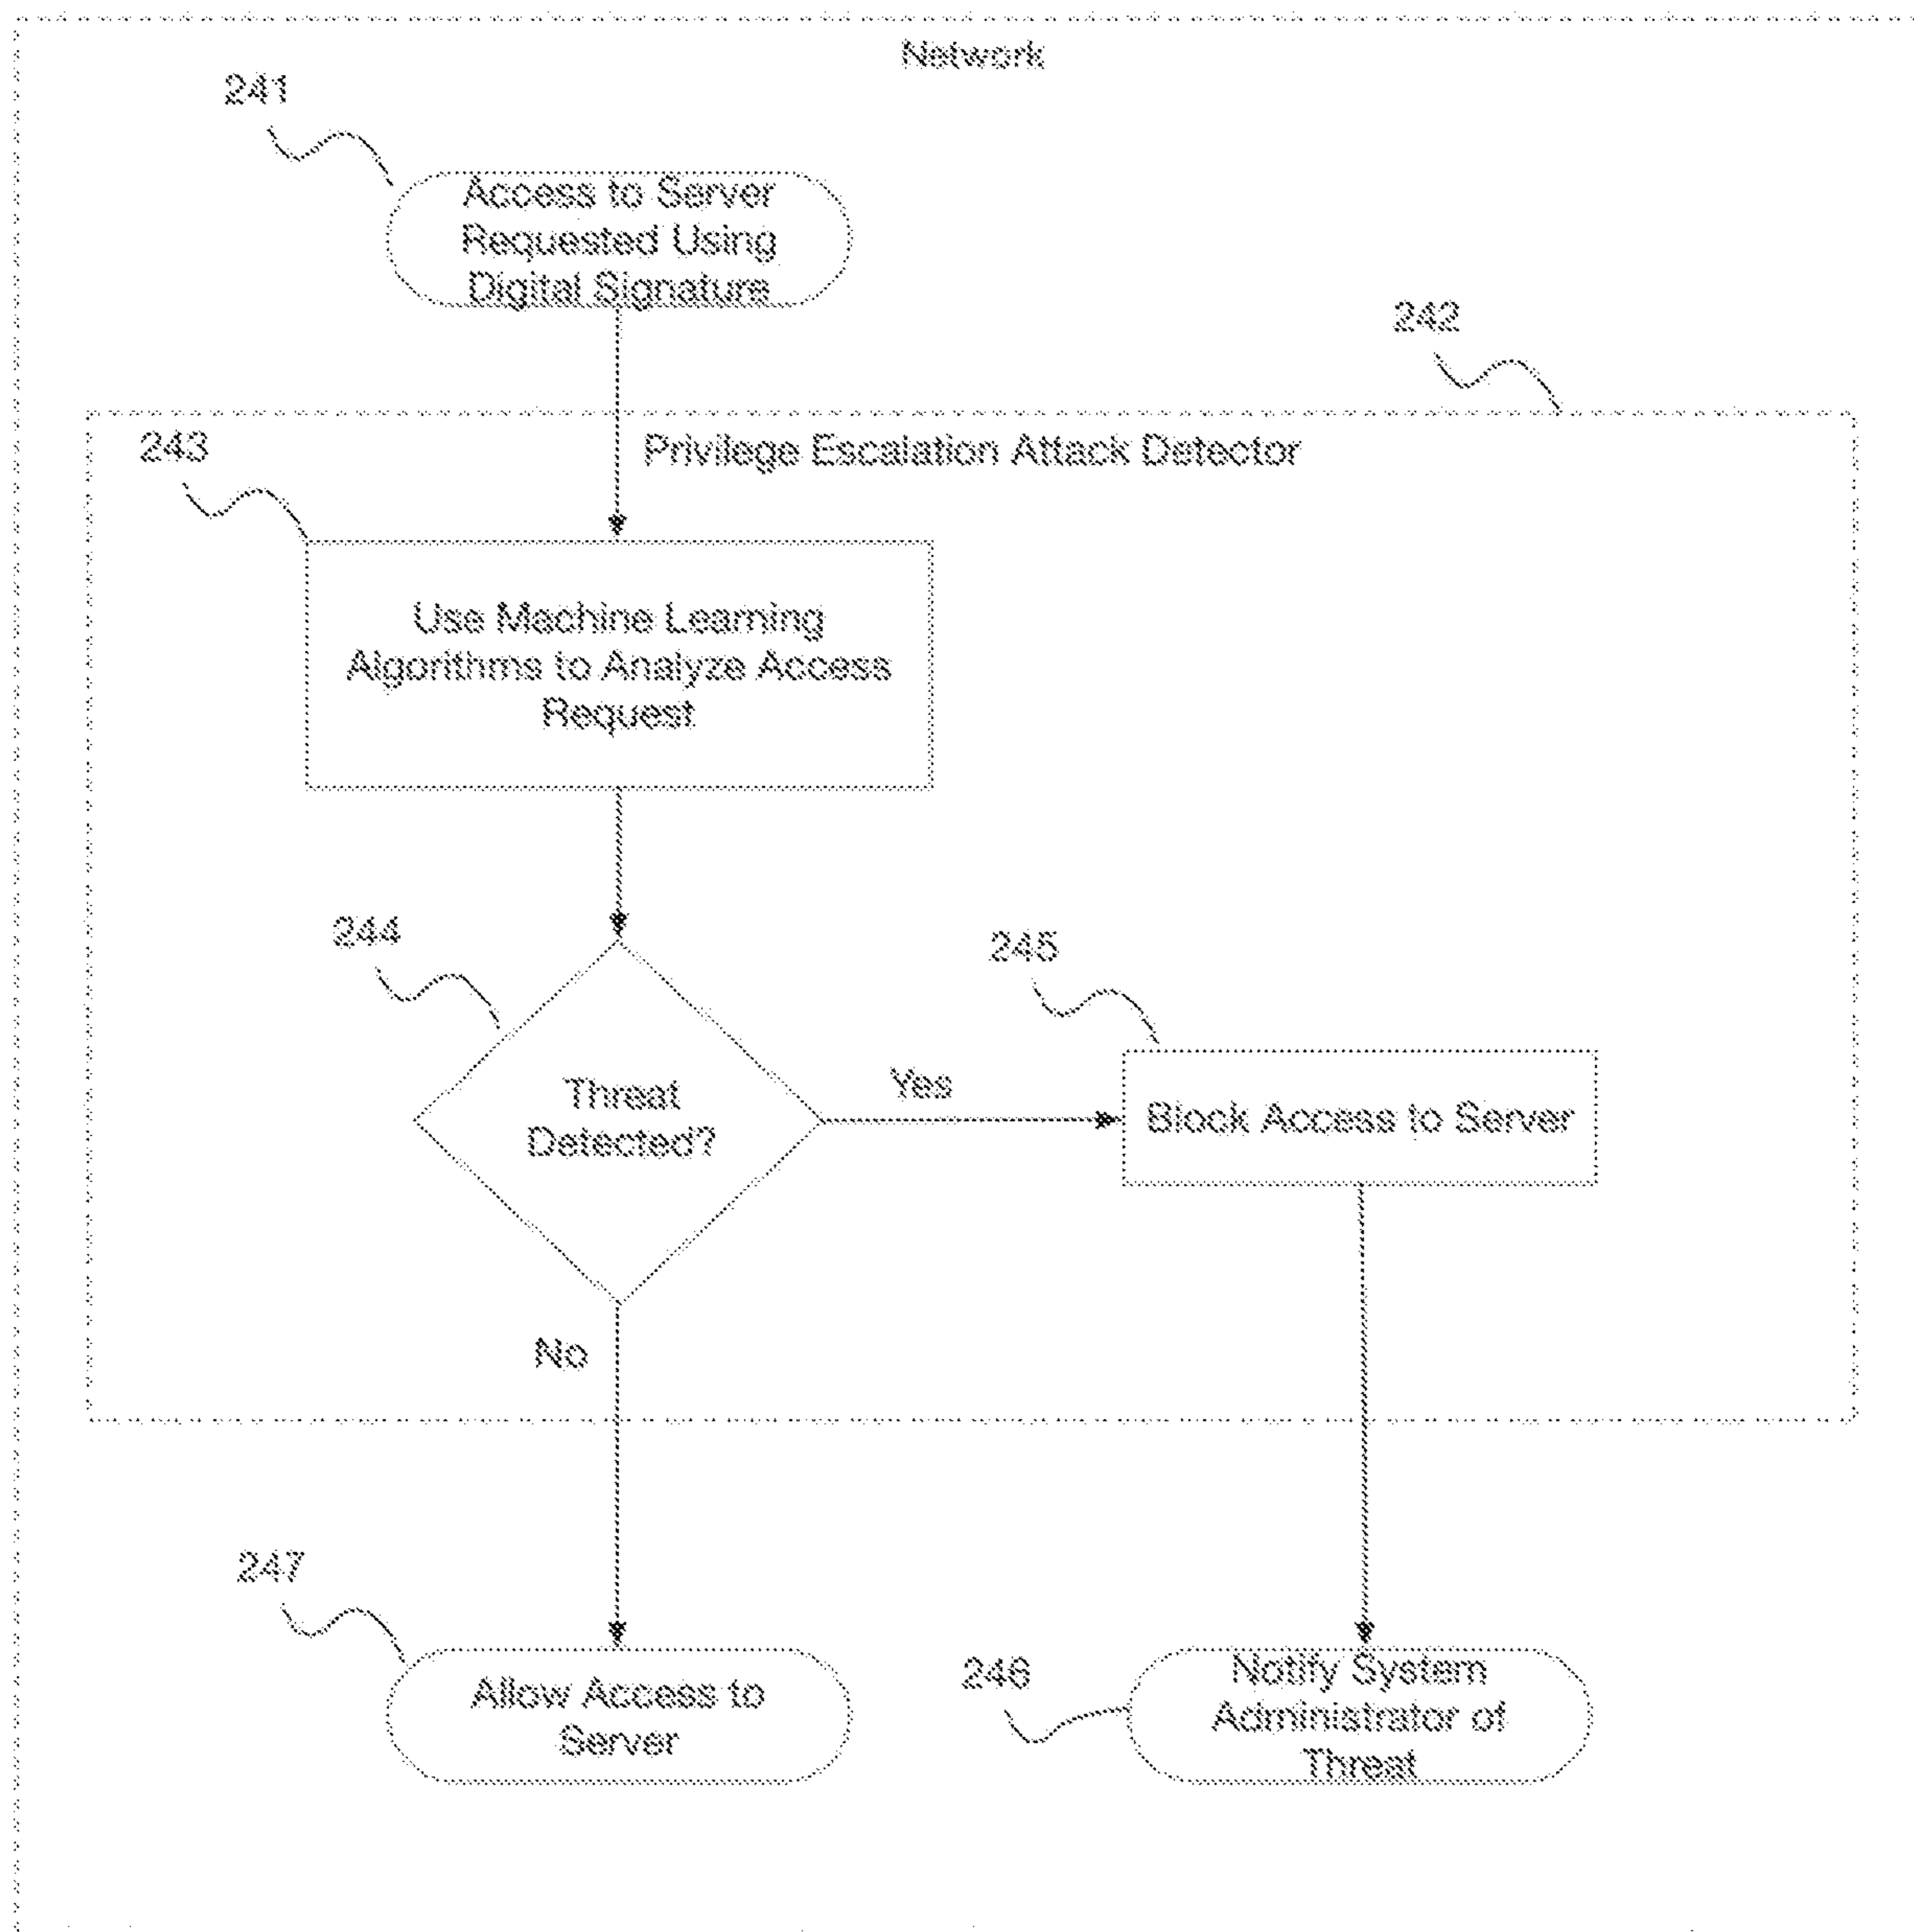 Network
241
Access to Server
Requested Using
Digital Signature
242
243
Privilege Escalation Attack Detector
Use Machine Learning
Algorithms to Analyze Access
Request
244
245
Threat
Detected?
Yes
Block Access to Server
No
247
Allow Access to
Server
246
Notify System
Administrator of
Threat